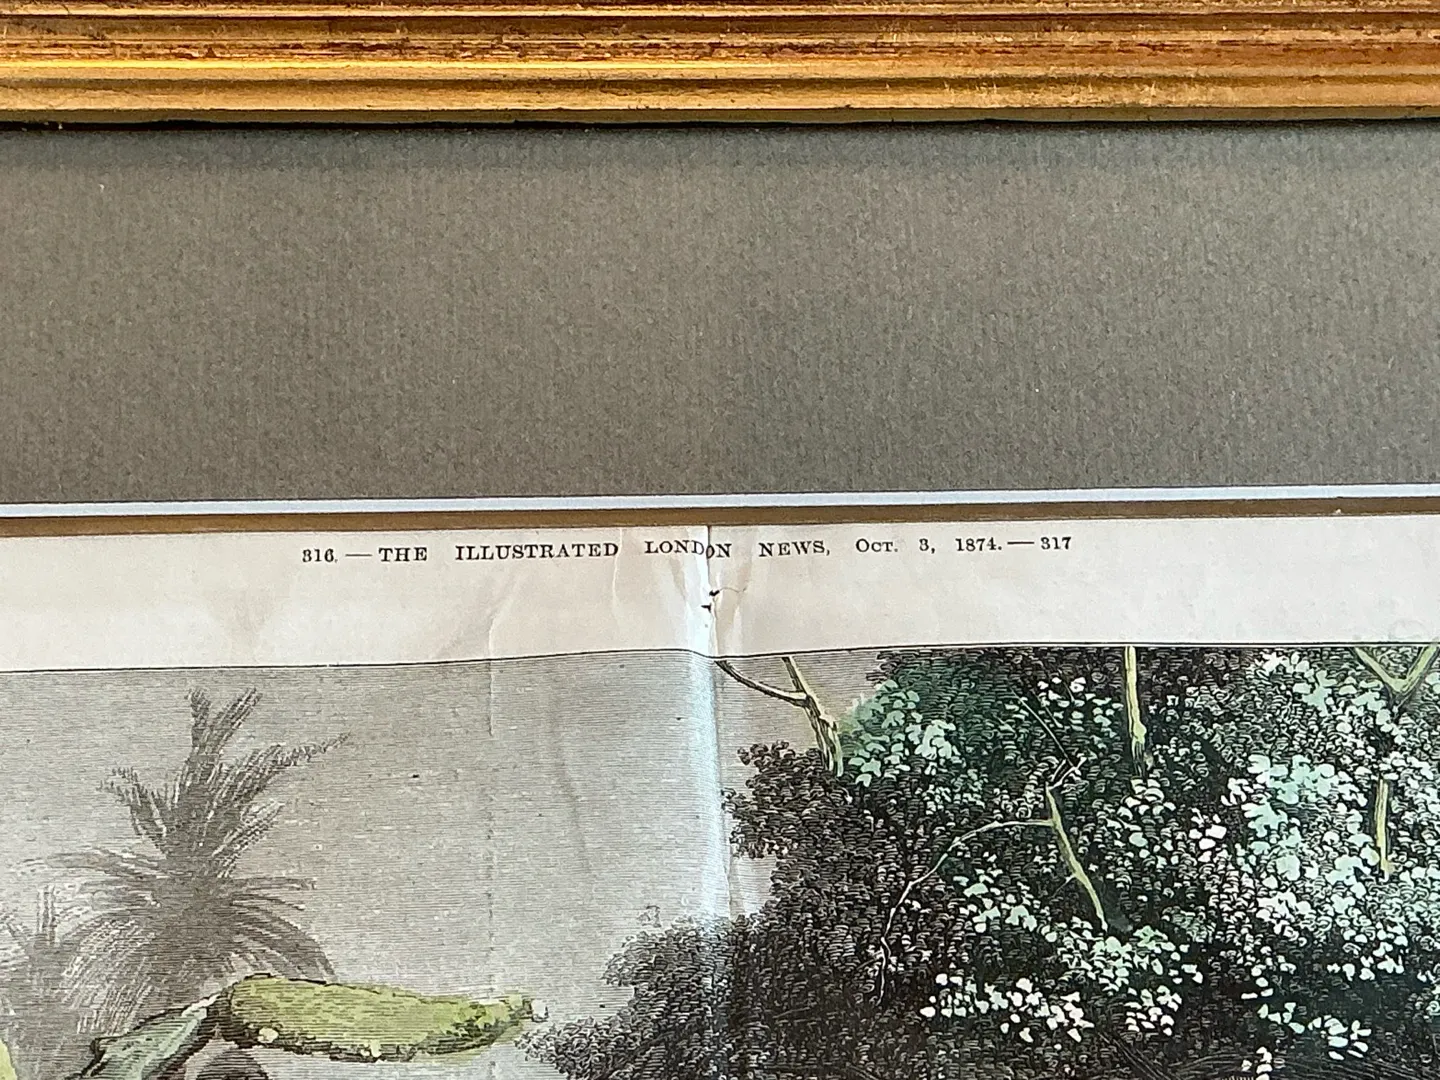 316. — THE ILLUSTRATED LONDON NEWS, Oct. 3, 1874. — 317